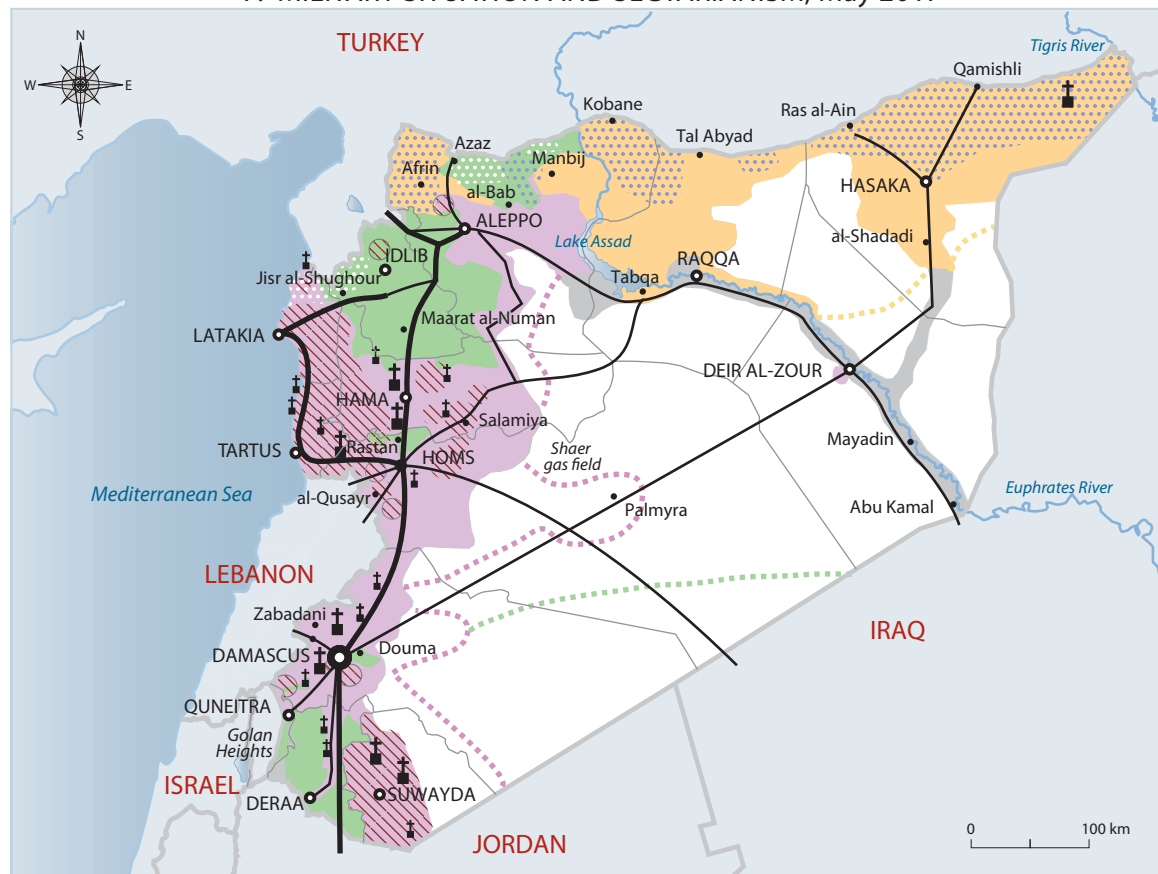 TURKEY
Tigris River
N
W
E
S
Qamishli
Kobane
Ras al-Ain
Azaz
Tal Abyad
Afrin
Manbij
al-Bab
HASAKA
ALEPPO
Lake Assad
al-Shadadi
IDLIB
RAQQA
Jisr al-Shughour
Tabqa
Maarat al-Numan
LATAKIA
DEIR AL-ZOUR
HAMA
Salamiya
Mayadin
TARTUS
Rastan
HOMS
Shaer
gas field
Mediterranean Sea
al-Qusayr
Palmyra
Abu Kamal
Euphrates River
LEBANON
Zabadani
IRAQ
DAMASCUS
Douma
QUNEITRA
Golan
Heights
ISRAEL
DERAA
SUWAYDA
JORDAN
0
100 km